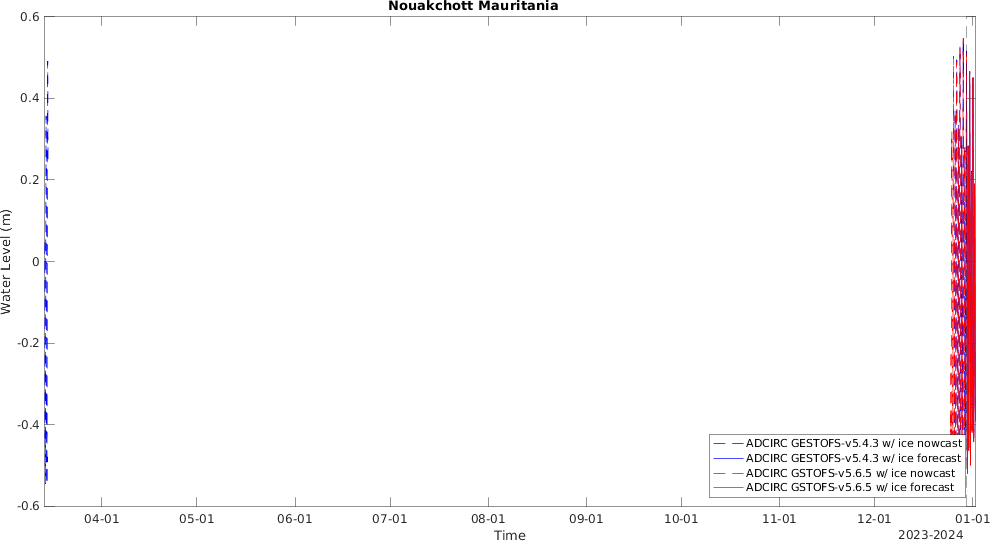 Nouakchott Mauritania
0.6
0.4
0.2
0
-0.2
-0.4
-0.6
Water Level (m)
ADCIRC GESTOFS-v5.4.3 w/ ice nowcast
ADCIRC GESTOFS-v5.4.3 w/ ice forecast
ADCIRC GSTOFS-v5.6.5 w/ ice nowcast
ADCIRC GSTOFS-v5.6.5 w/ ice forecast
04-01 05-01 06-01 07-01 08-01 09-01 10-01 11-01 12-01 01-01
Time
2023-2024